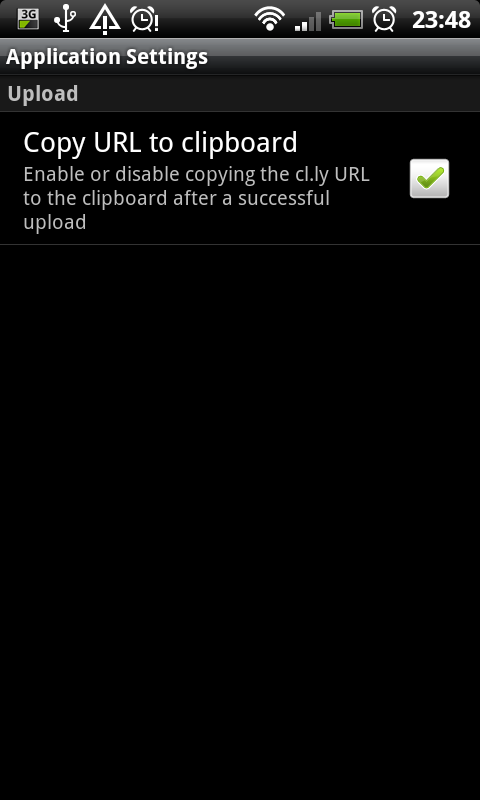 3G 23:48
Application Settings
Upload
Copy URL to clipboard
Enable or disable copying the cl.ly URL
to the clipboard after a successful
upload